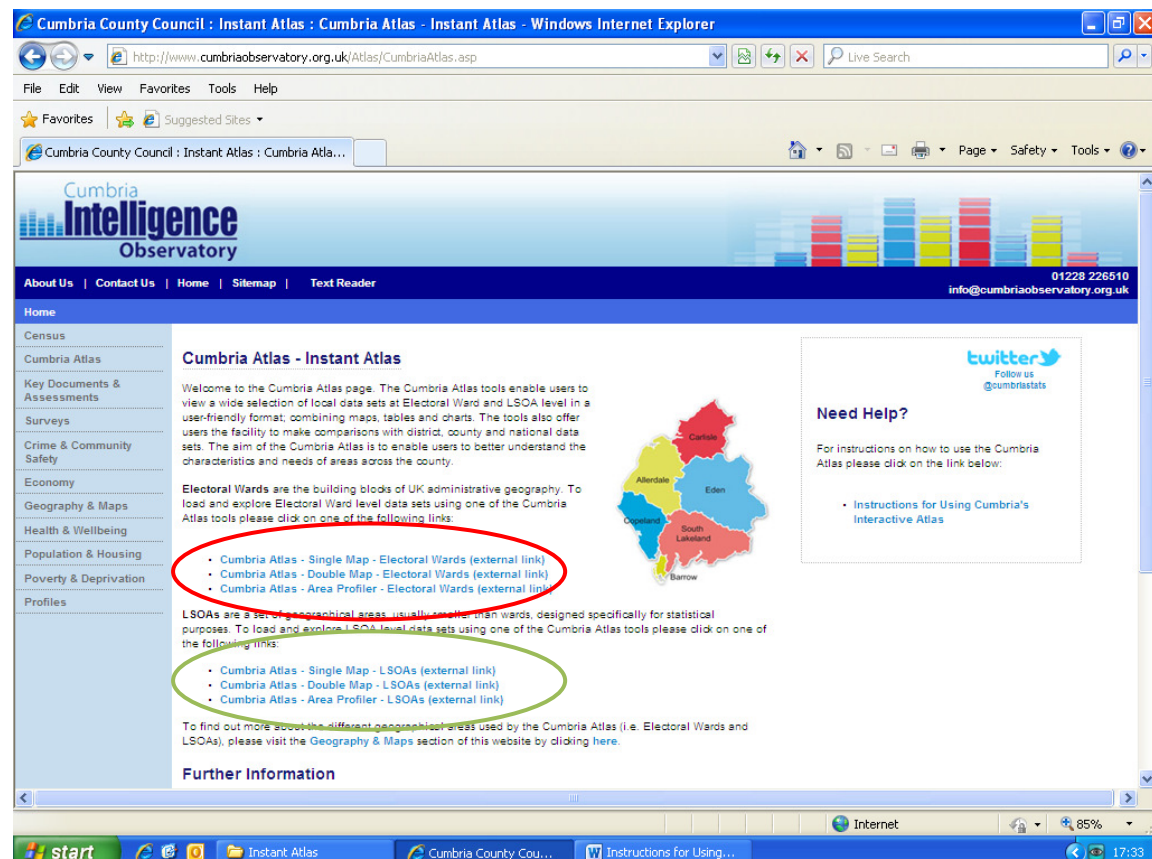 Cumbria County Council : Instant Atlas : Cumbria Atlas - Instant Atlas - Windows Internet Explorer
http://www.cumbriaobservatory.org.uk/Atlas/CumbriaAtlas.asp
Live Search
File Edit View Favorites Tools Help
Favorites Suggested Sites
Cumbria County Council : Instant Atlas : Cumbria Atla...
Page Safety Tools
Cumbria
Intelligence
Observatory
About Us | Contact Us | Home | Sitemap | Text Reader
01228 226510
info@cumbriaobservatory.org.uk
Home
Census
Cumbria Atlas
Key Documents &
Assessments
Surveys
Crime & Community
Safety
Economy
Geography & Maps
Health & Wellbeing
Population & Housing
Poverty & Deprivation
Profiles
Cumbria Atlas - Instant Atlas
Welcome to the Cumbria Atlas page. The Cumbria Atlas tools enable users to
view a wide selection of local data sets at Electoral Ward and LSOA level in a
user-friendly format; combining maps, tables and charts. The tools also offer
users the facility to make comparisons with district, county and national data
sets. The aim of the Cumbria Atlas is to enable users to better understand the
characteristics and needs of areas across the county.
Electoral Wards are the building blocks of UK administrative geography. To
load and explore Electoral Ward level data sets using one of the Cumbria
Atlas tools please click on one of the following links:
• Cumbria Atlas - Single Map - Electoral Wards (external link)
• Cumbria Atlas - Double Map - Electoral Wards (external link)
• Cumbria Atlas - Area Profiler - Electoral Wards (external link)
LSOAs are a set of geographical areas, usually smaller than wards, designed specifically for statistical
purposes. To load and explore LSOA level data sets using one of the Cumbria Atlas tools please click on one of
the following links:
• Cumbria Atlas - Single Map - LSOAs (external link)
• Cumbria Atlas - Double Map - LSOAs (external link)
• Cumbria Atlas - Area Profiler - LSOAs (external link)
To find out more about the different geographical areas used by the Cumbria Atlas (i.e. Electoral Wards and
LSOAs), please visit the Geography & Maps section of this website by clicking here.
Further Information
Carlisle
Allerdale
Eden
Copeland
South
Lakeland
Barrow
twitter
Follow us
@cumbriastats
Need Help?
For instructions on how to use the Cumbria
Atlas please click on the link below:
• Instructions for Using Cumbria's
Interactive Atlas
Internet
85%
start
Instant Atlas
Cumbria County Cou...
Instructions for Using...
17:33